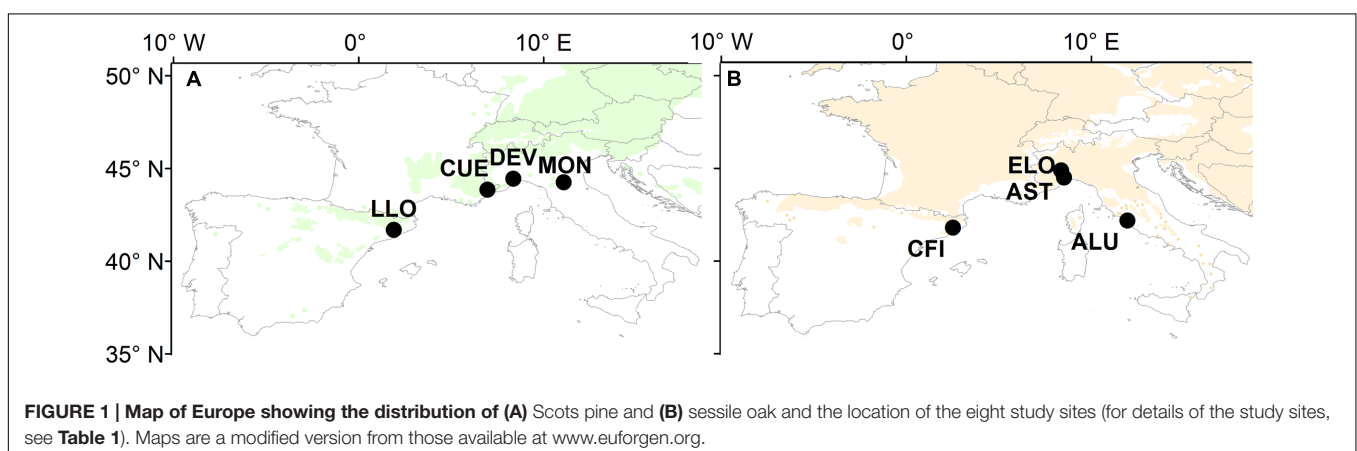 10° W 0° 10° E 10° W 0° 10° E
50° N
A
B
45° N
CUE DEV MON
ELO
AST
LLO
CFI
ALU
40° N
35° N
FIGURE 1 | Map of Europe showing the distribution of (A) Scots pine and (B) sessile oak and the location of the eight study sites (for details of the study sites,
see Table 1). Maps are a modified version from those available at www.euforgen.org.